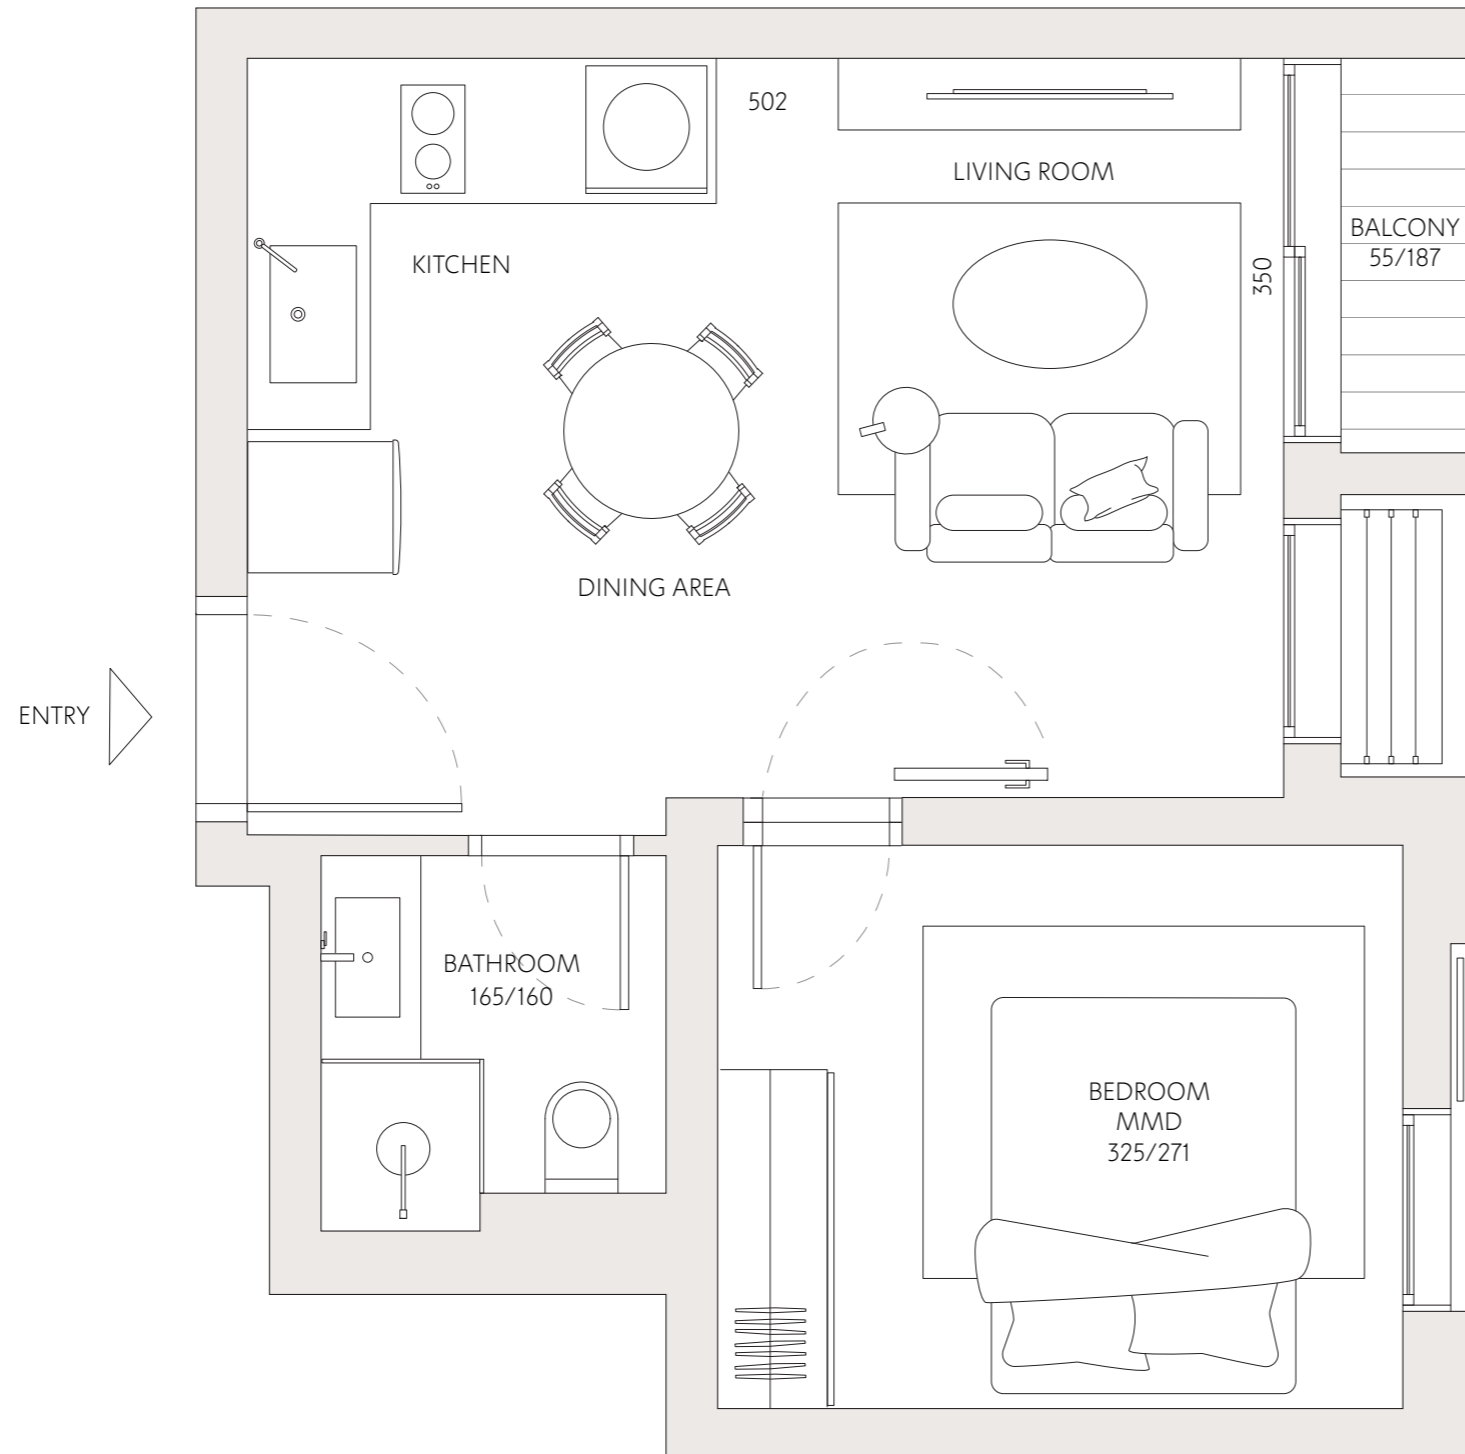 502
LIVING ROOM
BALCONY
55/187
KITCHEN
350
DINING AREA
ENTRY
BATHROOM
165/160
BEDROOM
MMD
325/271